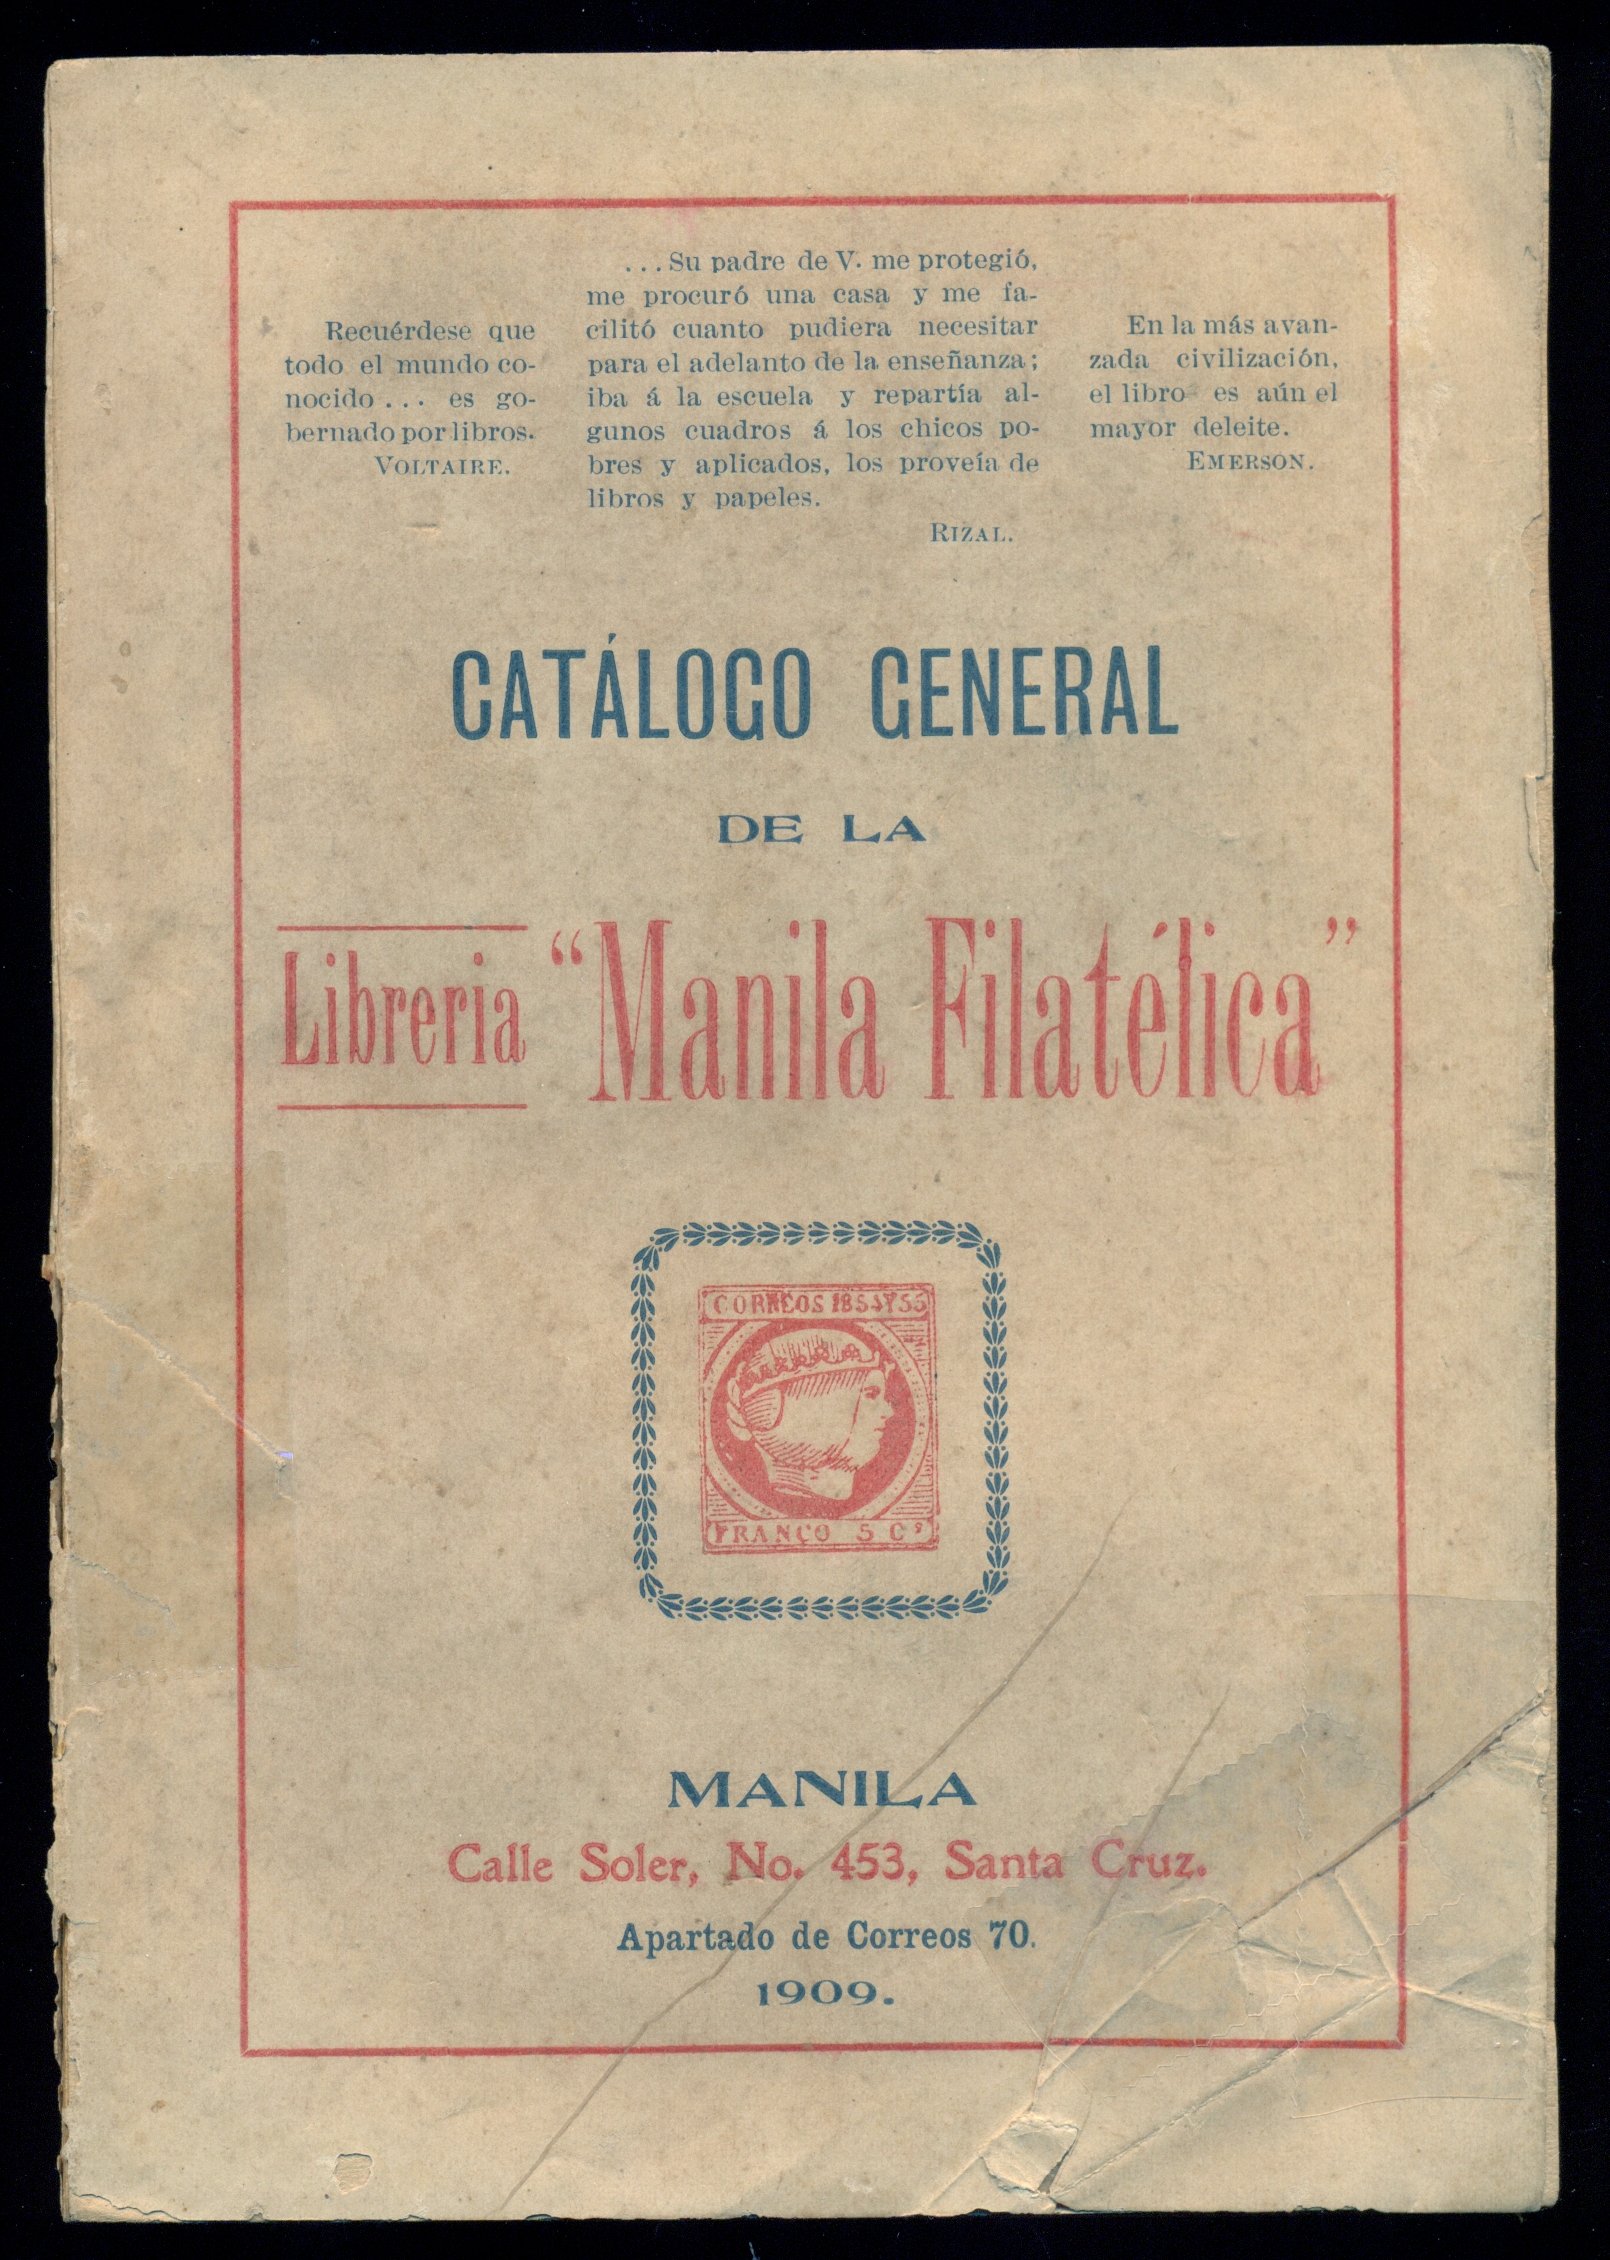 Recuérdese que
todo el mundo co-
nocido... es go-
bernado por libros.
VOLTAIRE.
...Su padre de V. me protegió,
me procuró una casa y me fa-
cilitó cuanto pudiera necesitar
para el adelanto de la enseñanza;
iba á la escuela y repartía al-
gunos cuadros á los chicos po-
bres y aplicados, los proveía de
libros y papeles.
RIZAL.
En la más avan-
zada civilización,
el libro es aún el
mayor deleite.
EMERSON.
CATÁLOGO GENERAL
DE LA
Libreria "Manila Filatélica"
CORREOS 1854 Y 55
FRANCO 5 Cs
MANILA
Calle Soler, No. 453, Santa Cruz.
Apartado de Correos 70.
1909.